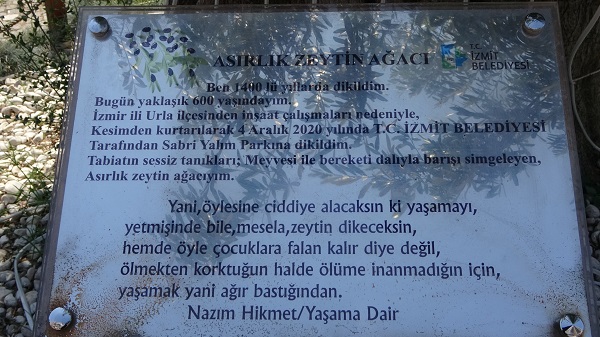 ASIRLIK ZEYTİN AĞACI
T.C.
İZMİT
BELEDİYESİ
Ben 1400 lü yıllarda dikildim.
Bugün yaklaşık 600 yaşındayım.
İzmir ili Urla ilçesinden inşaat çalışmaları nedeniyle,
Kesimden kurtarılarak 4 Aralık 2020 yılında T.C. İZMİT BELEDİYESİ
Tarafından Sabri Yalım Parkına dikildim.
Tabiatın sessiz tanıkları; Meyvesi ile bereketi dalıyla barışı simgeleyen,
Asırlık zeytin ağacıyım.
Yani,öylesine ciddiye alacaksın ki yaşamayı,
yetmişinde bile,mesela,zeytin dikeceksin,
hemde öyle çocuklara falan kalır diye değil,
ölmekten korktuğun halde ölüme inanmadığın için,
yaşamak yani ağır bastığından.
Nazım Hikmet/Yaşama Dair